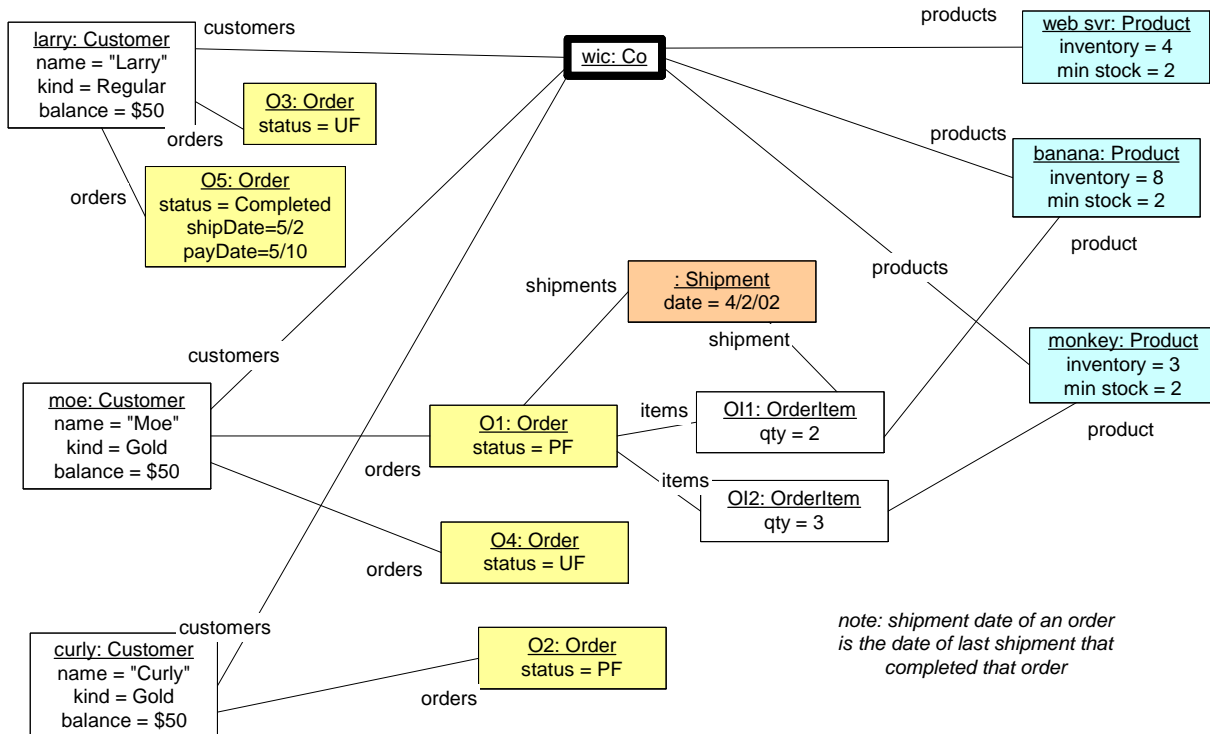 customers
products
larry: Customer
name = "Larry"
kind = Regular
balance = $50
wic: Co
web svr: Product
inventory = 4
min stock = 2
O3: Order
status = UF
orders
products
banana: Product
inventory = 8
min stock = 2
orders
O5: Order
status = Completed
shipDate=5/2
payDate=5/10
product
products
shipments
: Shipment
date = 4/2/02
shipment
customers
monkey: Product
inventory = 3
min stock = 2
moe: Customer
name = "Moe"
kind = Gold
balance = $50
orders
O1: Order
status = PF
items
OI1: OrderItem
qty = 2
product
items
OI2: OrderItem
qty = 3
orders
O4: Order
status = UF
customers
curly: Customer
name = "Curly"
kind = Gold
balance = $50
orders
O2: Order
status = PF
note: shipment date of an order
is the date of last shipment that
completed that order